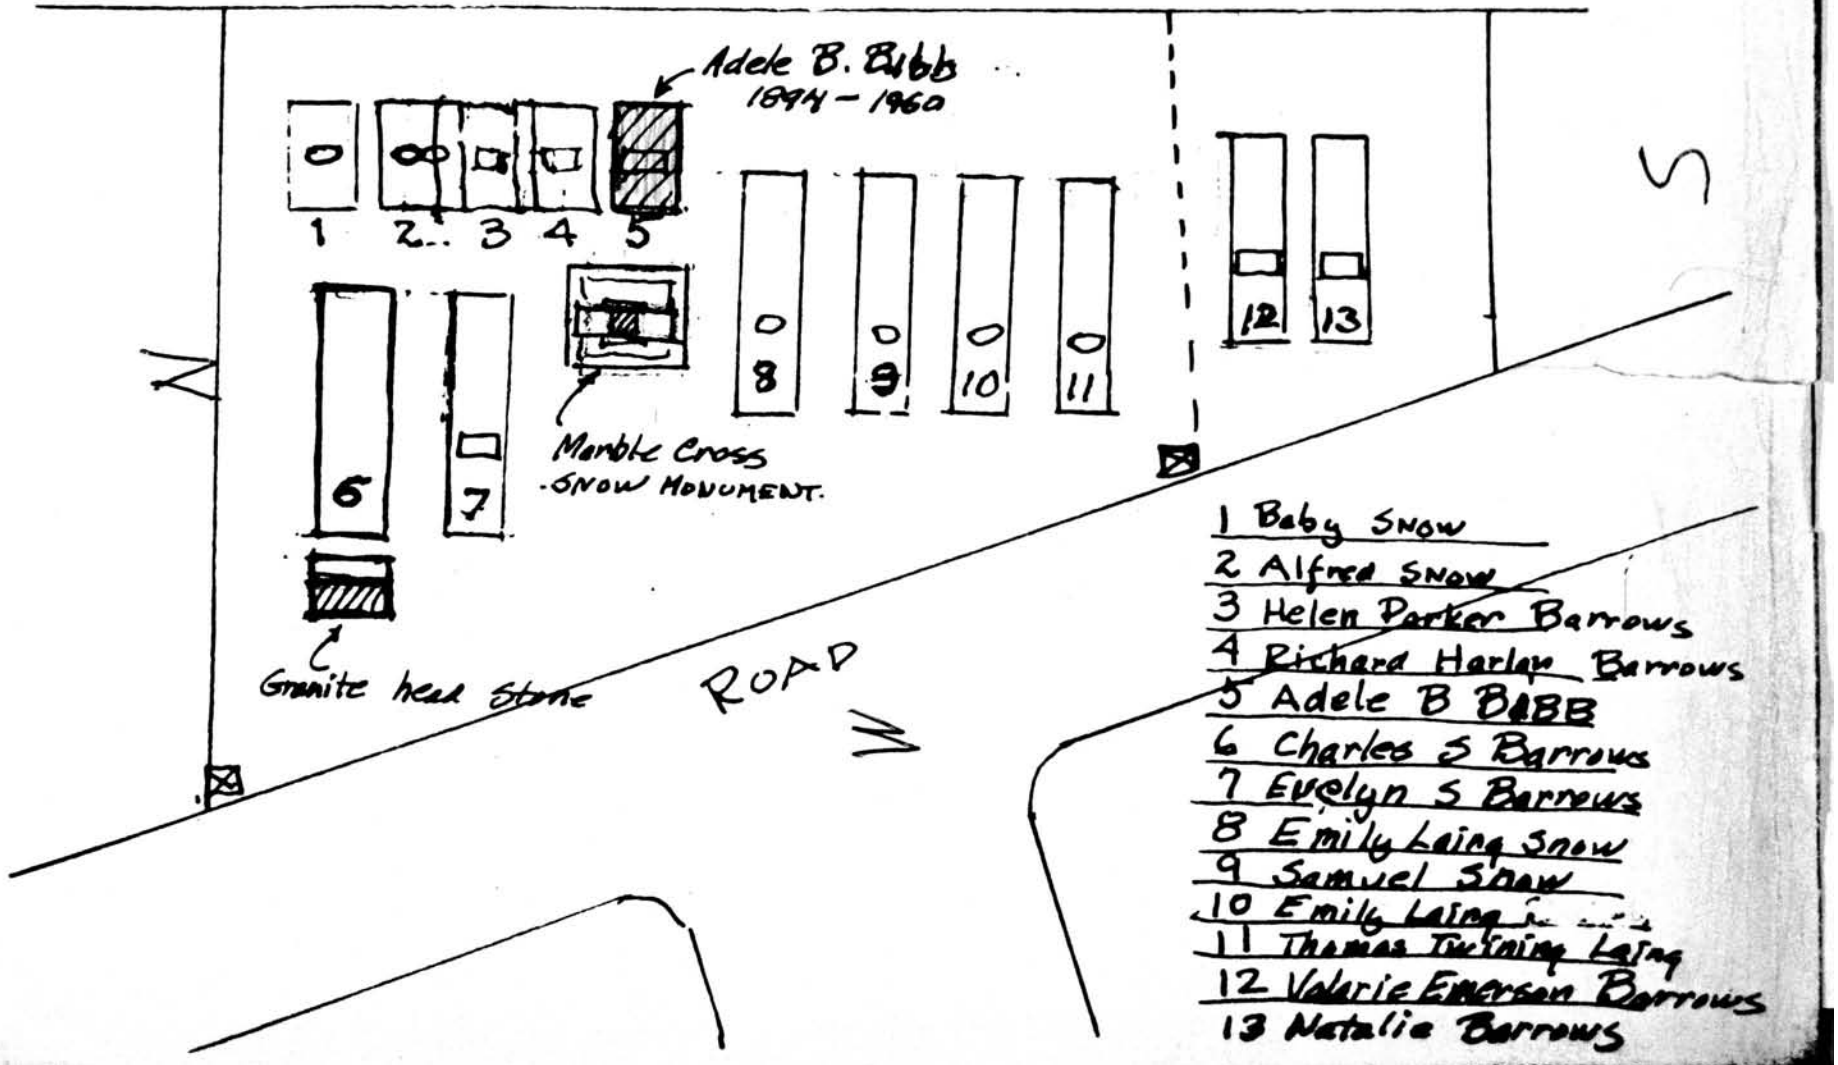 Adele B. Bibb
1894 - 1960
1 2 3 4 5
S
N
6 7
8 9 10 11
12 13
Marble Cross
SNOW MONUMENT.
Granite head Stone
ROAD
W
1 Baby SNOW
2 Alfred SNOW
3 Helen Parker Barrows
4 Richard Harlan Barrows
5 Adele B BIBB
6 Charles S Barrows
7 Evelyn S Barrows
8 Emily Laing Snow
9 Samuel Snow
10 Emily Laing
11 Thomas Twining Laing
12 Valarie Emerson Barrows
13 Natalie Barrows